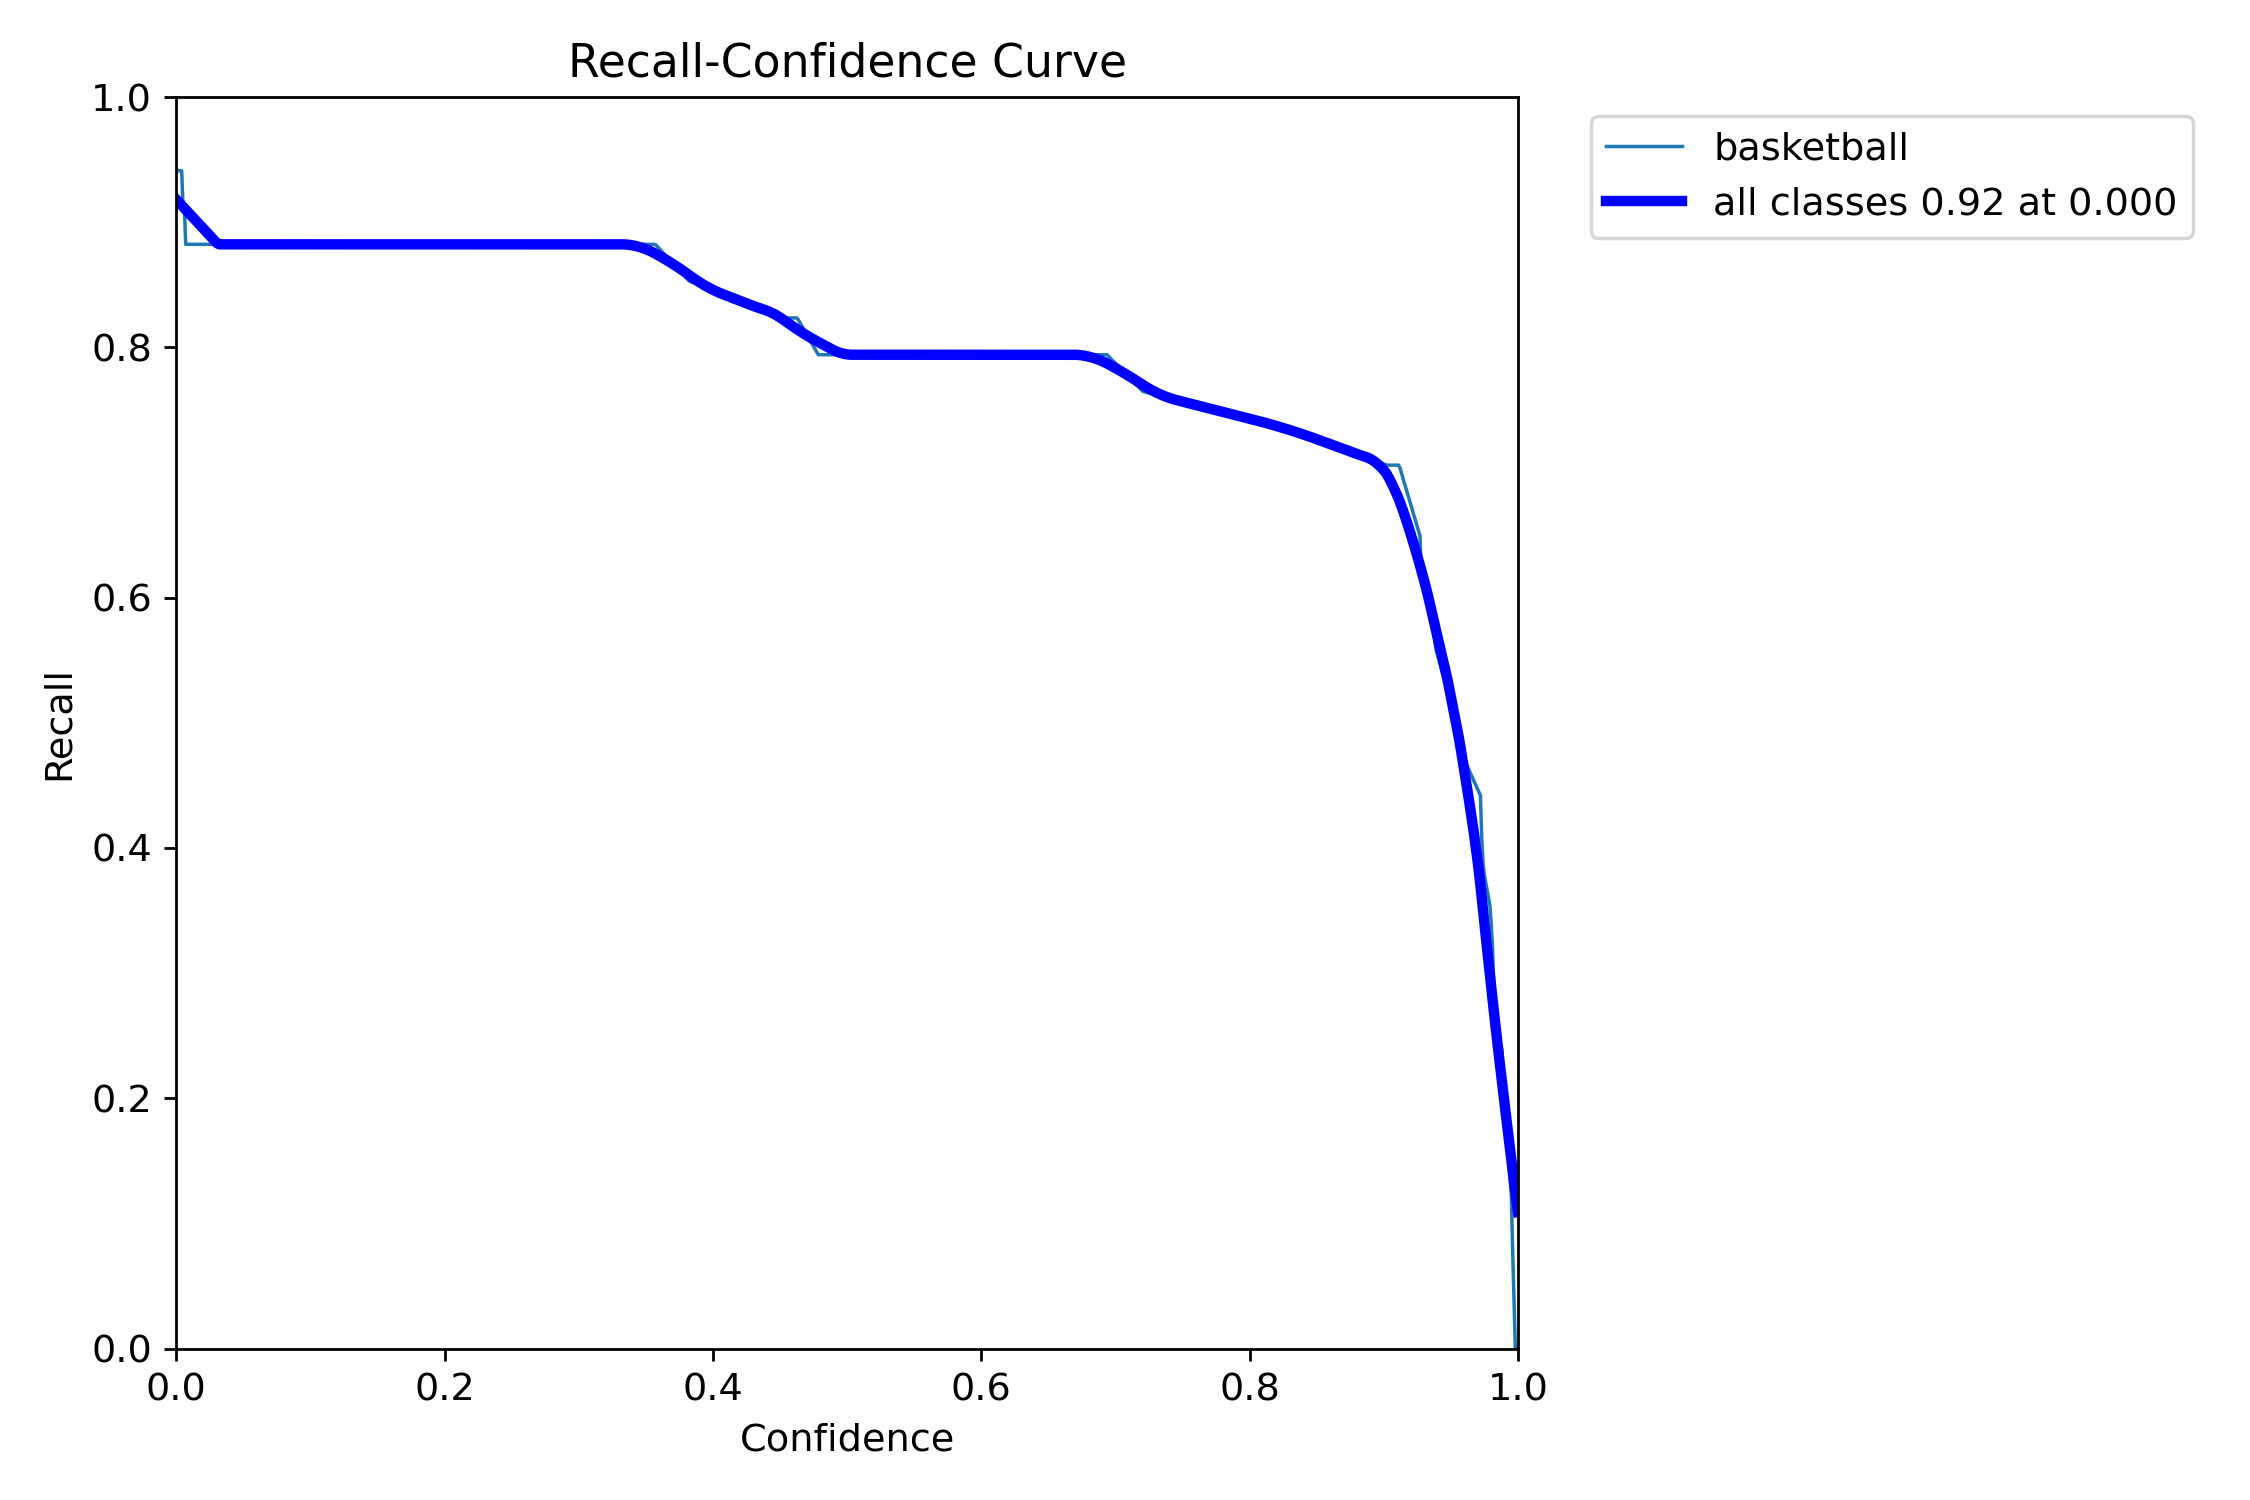 Recall-Confidence Curve
basketball
all classes 0.92 at 0.000
1.0
0.8
0.6
0.4
0.2
0.0
Recall
0.0 0.2 0.4 0.6 0.8 1.0
Confidence